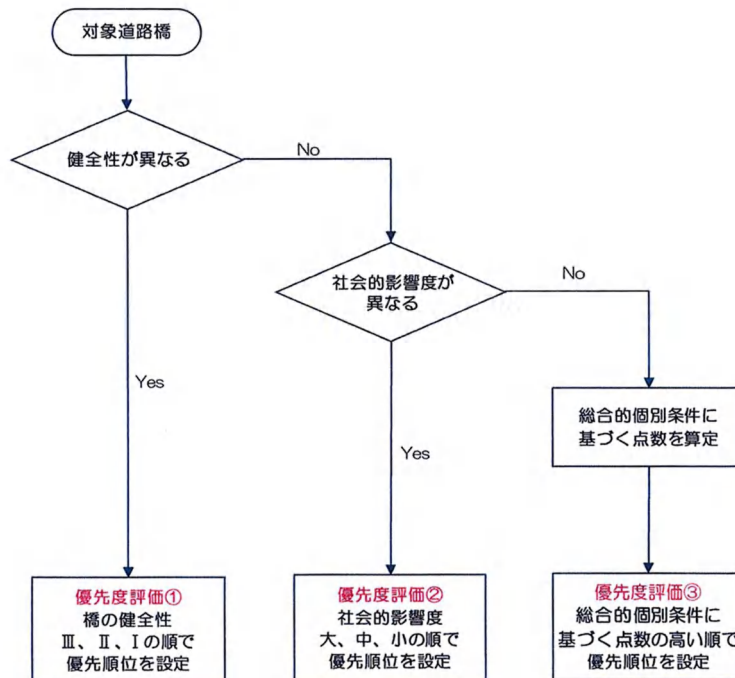 対象道路橋
健全性が異なる
No
社会的影響度が
異なる
No
Yes
Yes
総合的個別条件に
基づく点数を算定
優先度評価①
橋の健全性
Ⅲ、Ⅱ、Ⅰの順で
優先順位を設定
優先度評価②
社会的影響度
大、中、小の順で
優先順位を設定
優先度評価③
総合的個別条件に
基づく点数の高い順で
優先順位を設定